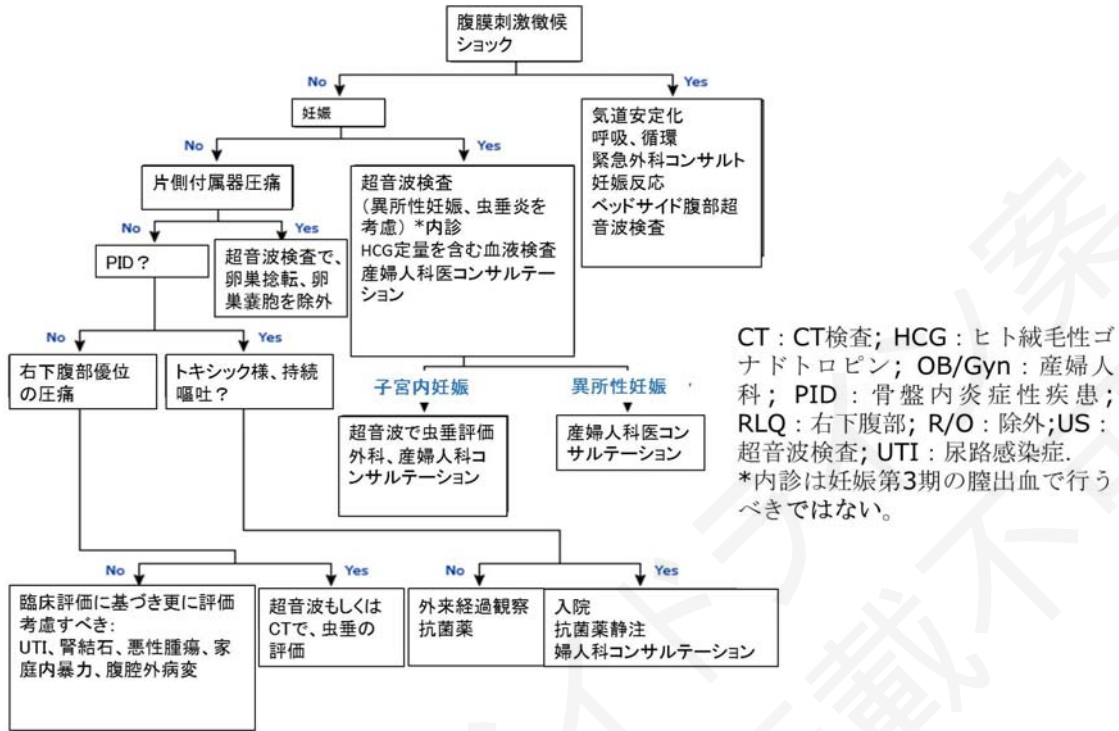 腹膜刺激徴候
ショック
No
Yes
妊娠
気道安定化
呼吸、循環
緊急外科コンサルト
妊娠反応
ベッドサイド腹部超
音波検査
No
Yes
片側付属器圧痛
超音波検査
（異所性妊娠、虫垂炎を
考慮）*内診
HCG定量を含む血液検査
産婦人科医コンサルテー
ション
No
Yes
PID？
超音波検査で、
卵巣捻転、卵
巣嚢胞を除外
No
Yes
右下腹部優位
の圧痛
トキシック様、持続
嘔吐？
子宮内妊娠
異所性妊娠
超音波で虫垂評価
外科、産婦人科コ
ンサルテーション
産婦人科医コン
サルテーション
No
Yes
No
Yes
臨床評価に基づき更に評価
考慮すべき:
UTI、腎結石、悪性腫瘍、家
庭内暴力、腹腔外病変
超音波もしくは
CTで、虫垂の
評価
外来経過観察
抗菌薬
入院
抗菌薬静注
婦人科コンサルテーション
CT：CT検査; HCG：ヒト絨毛性ゴ
ナドトロピン; OB/Gyn：産婦人
科; PID：骨盤内炎症性疾患;
RLQ：右下腹部; R/O：除外;US：
超音波検査; UTI：尿路感染症.
*内診は妊娠第3期の膣出血で行う
べきではない。